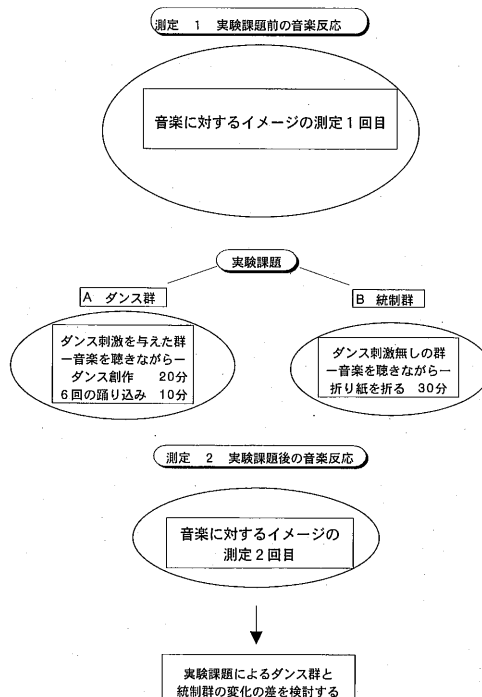 測定　1　実験課題前の音楽反応
音楽に対するイメージの測定1回目
実験課題
A　ダンス群
ダンス刺激を与えた群
ー音楽を聴きながらー
ダンス創作　20分
6回の踊り込み　10分
B　統制群
ダンス刺激無しの群
ー音楽を聴きながらー
折り紙を折る　30分
測定　2　実験課題後の音楽反応
音楽に対するイメージの
測定2回目
実験課題によるダンス群と
統制群の変化の差を検討する